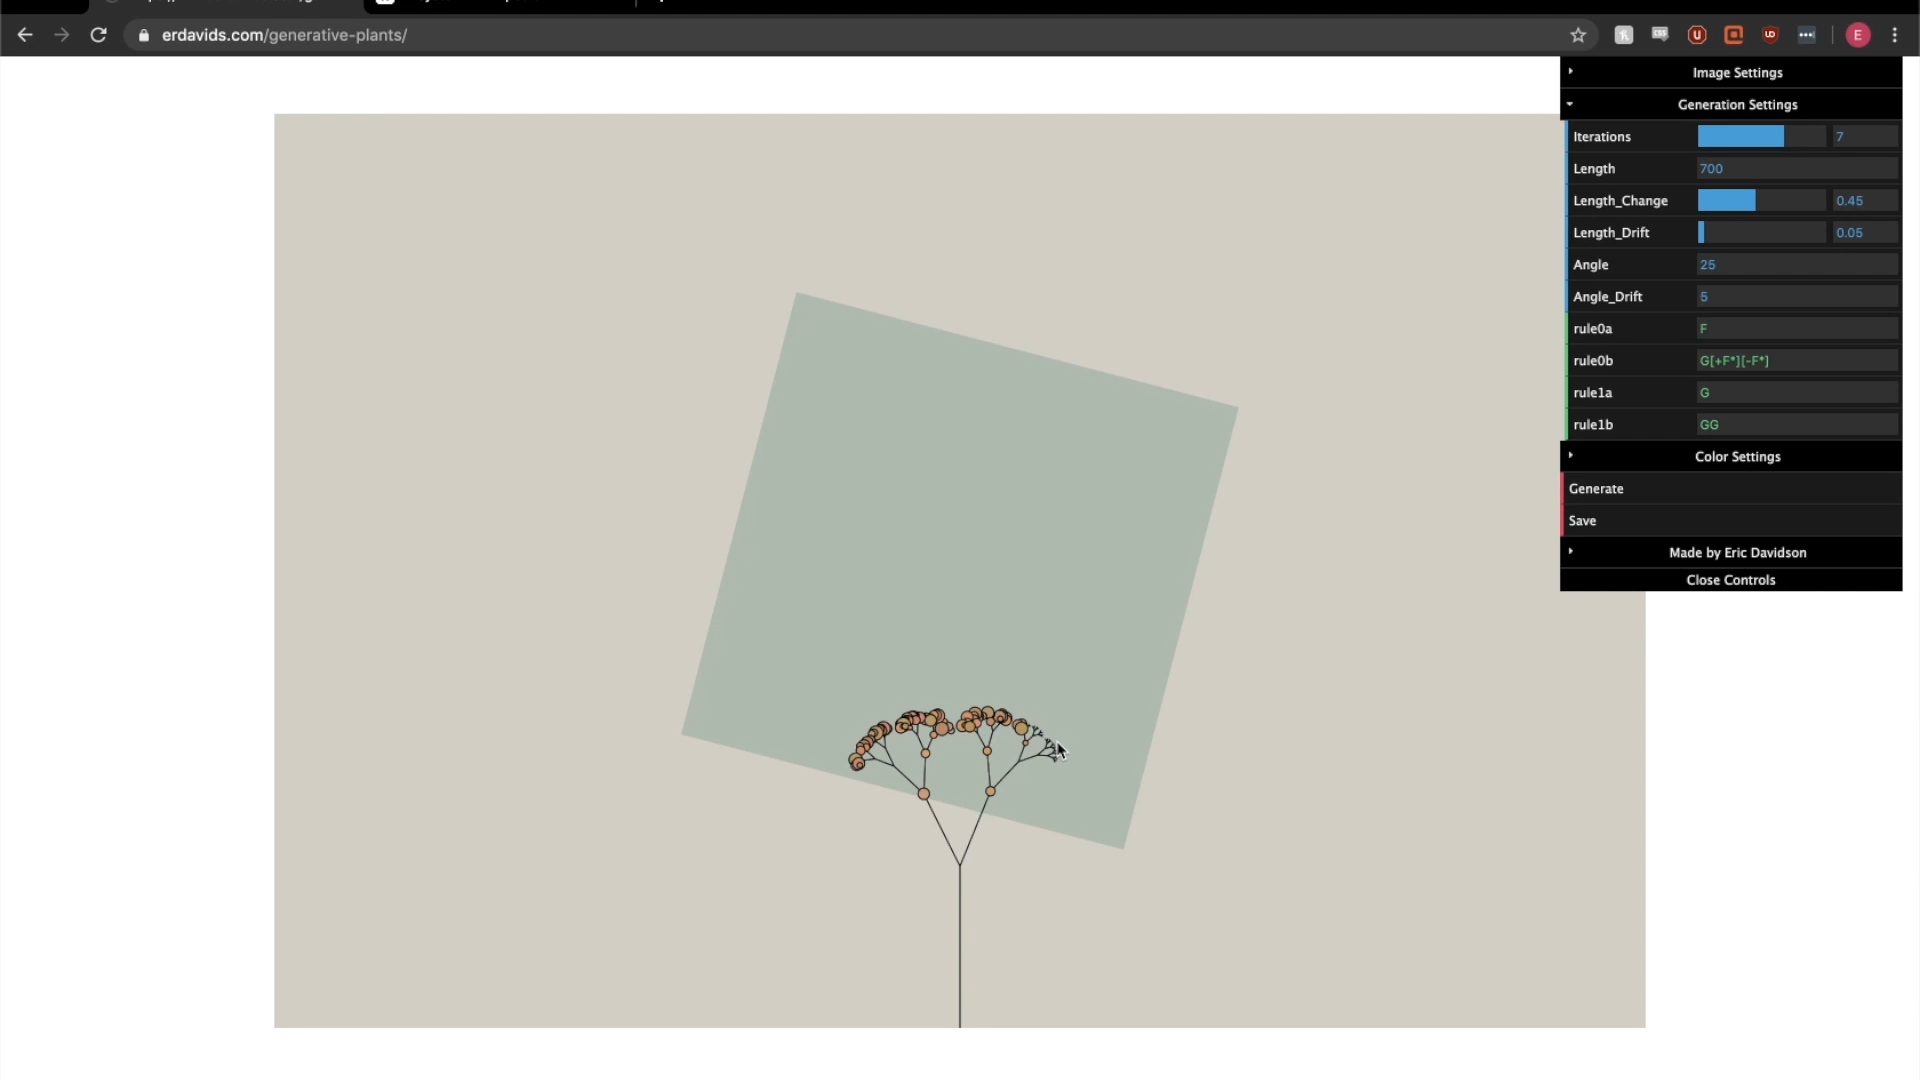 erdavids.com/generative-plants/
E
Image Settings
Generation Settings
Iterations 7
Length 700
Length_Change 0.45
Length_Drift 0.05
Angle 25
Angle_Drift 5
rule0a F
rule0b G[+F*][-F*]
rule1a G
rule1b GG
Color Settings
Generate
Save
Made by Eric Davidson
Close Controls